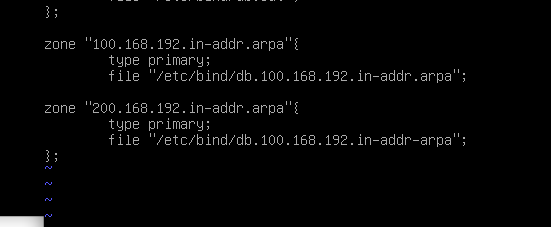 };
zone "100.168.192.in-addr.arpa"{
type primary;
file "/etc/bind/db.100.168.192.in-addr.arpa";
zone "200.168.192.in-addr.arpa"{
type primary;
file "/etc/bind/db.100.168.192.in-addr-arpa";
};
~
~
~
~